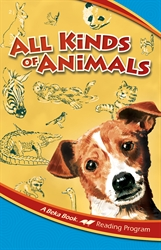 ALL KINDS
OF ANIMALS
A Beka Book Reading Program